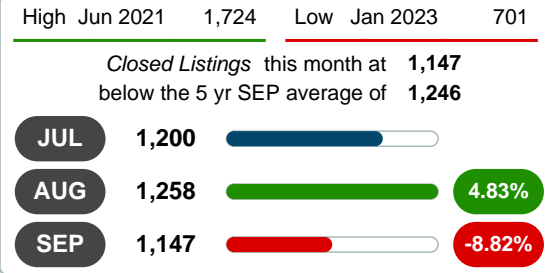 High Jun 2021 1,724 Low Jan 2023 701
Closed Listings this month at 1,147
below the 5 yr SEP average of 1,246
JUL 1,200
AUG 1,258 4.83%
SEP 1,147 -8.82%